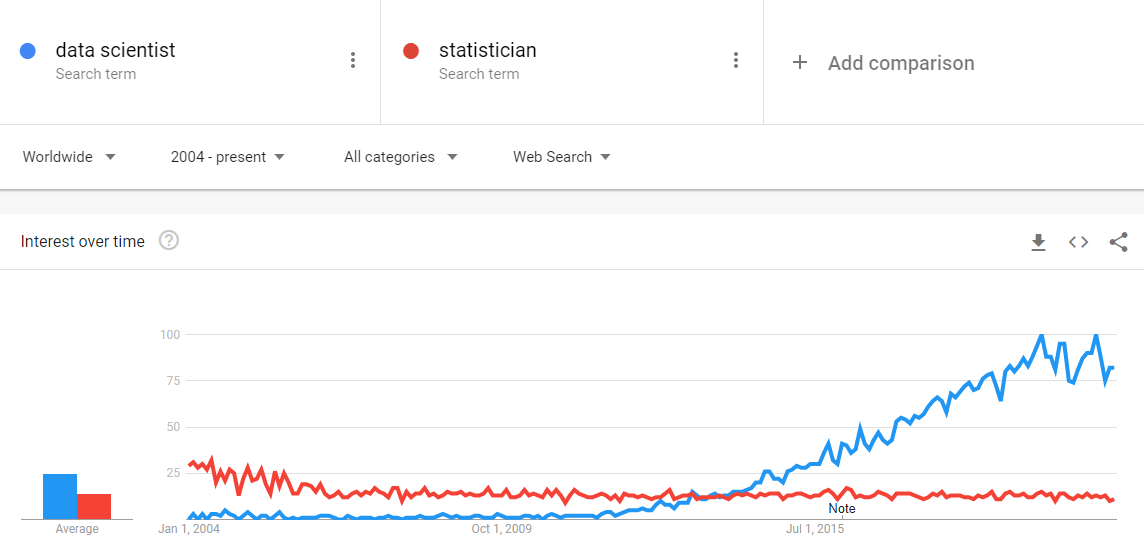 data scientist
Search term
statistician
Search term
+ Add comparison
Worldwide
2004 - present
All categories
Web Search
Interest over time
?
100
75
50
25
Average
Jan 1, 2004
Oct 1, 2009
Jul 1, 2015
Note